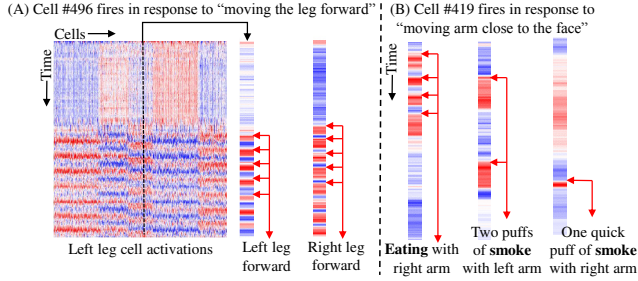 (A) Cell #496 fires in response to “moving the leg forward”
Cells
Time
Left leg cell activations
Left leg
forward
Right leg
forward
(B) Cell #419 fires in response to
“moving arm close to the face”
Time
Eating with
right arm
Two puffs
of smoke
with left arm
One quick
puff of smoke
with right arm